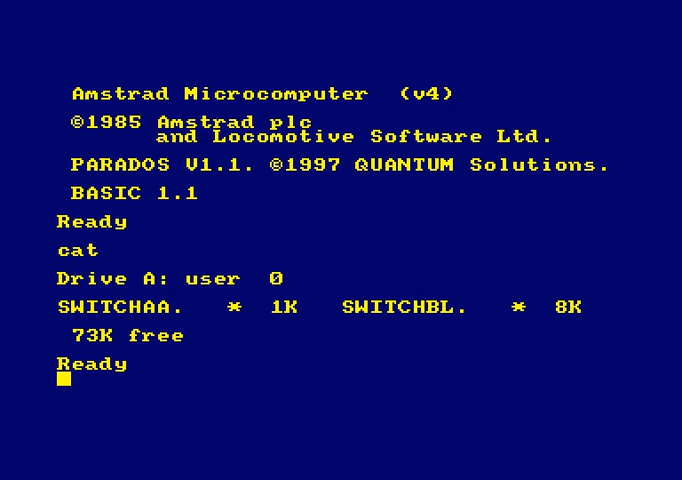 Amstrad Microcomputer (v4)
©1985 Amstrad plc
and Locomotive Software Ltd.
PARADOS V1.1. ©1997 QUANTUM Solutions.
BASIC 1.1
Ready
cat
Drive A: user 0
SWITCHAA. * 1K SWITCHBL. * 8K
73K free
Ready